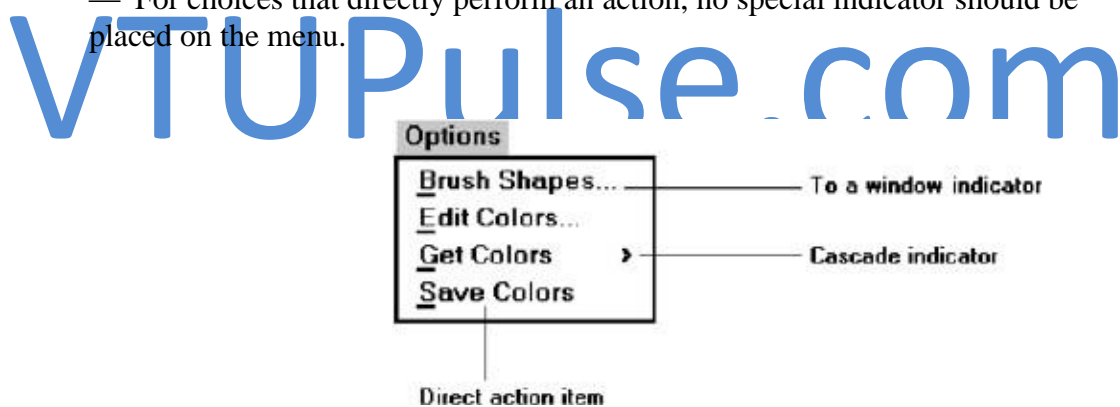 — For choices that directly perform an action, no special indicator should be
placed on the menu.
VTUPulse.com
Options
Brush Shapes...
To a window indicator
Edit Colors...
Get Colors >
Cascade indicator
Save Colors
Direct action item